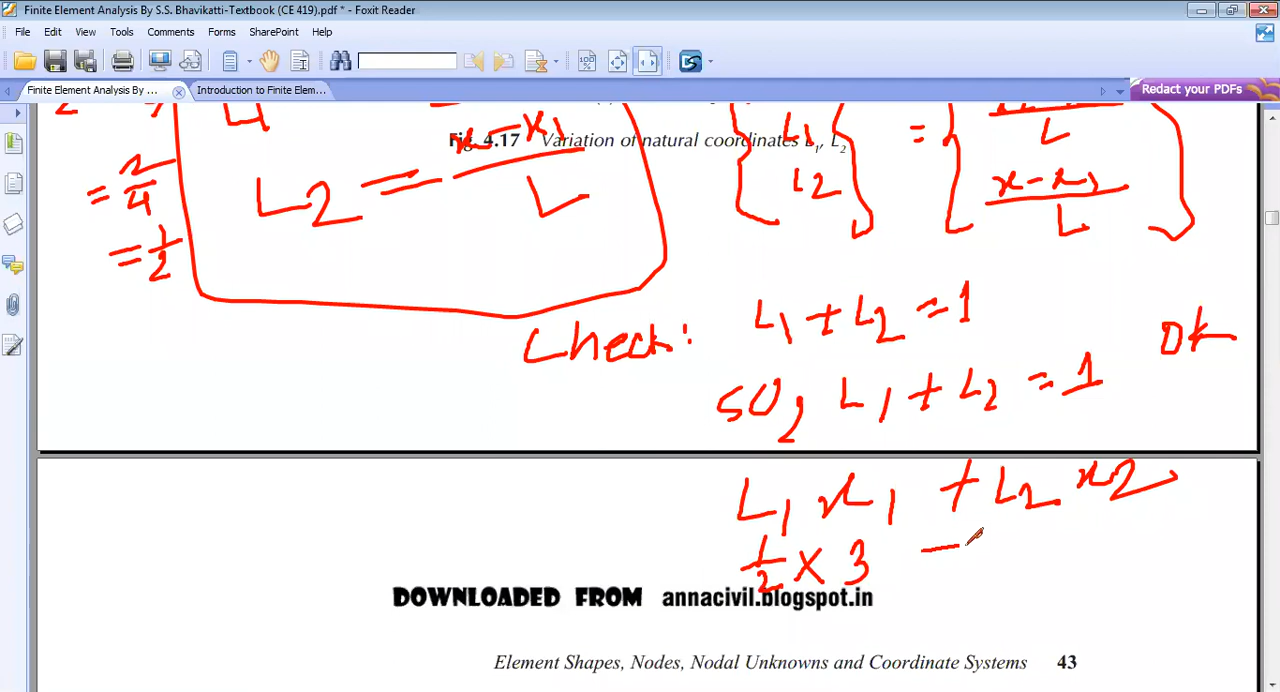 Finite Element Analysis By S.S. Bhavikatti-Textbook (CE 419).pdf * - Foxit Reader
File Edit View Tools Comments Forms SharePoint Help
Finite Element Analysis By ... Introduction to Finite Elem... Redact your PDFs
Fig. 4.17 Variation of natural coordinates L1, L2
= 2/4
= 1/2
L2 = x - x1 / L
L1
L2
=
L
x - x1 / L
Check: L1 + L2 = 1
OK
SO, L1 + L2 = 1
L1 x1 + L2 x2
1/2 × 3 —
DOWNLOADED FROM annacivil.blogspot.in
Element Shapes, Nodes, Nodal Unknowns and Coordinate Systems 43